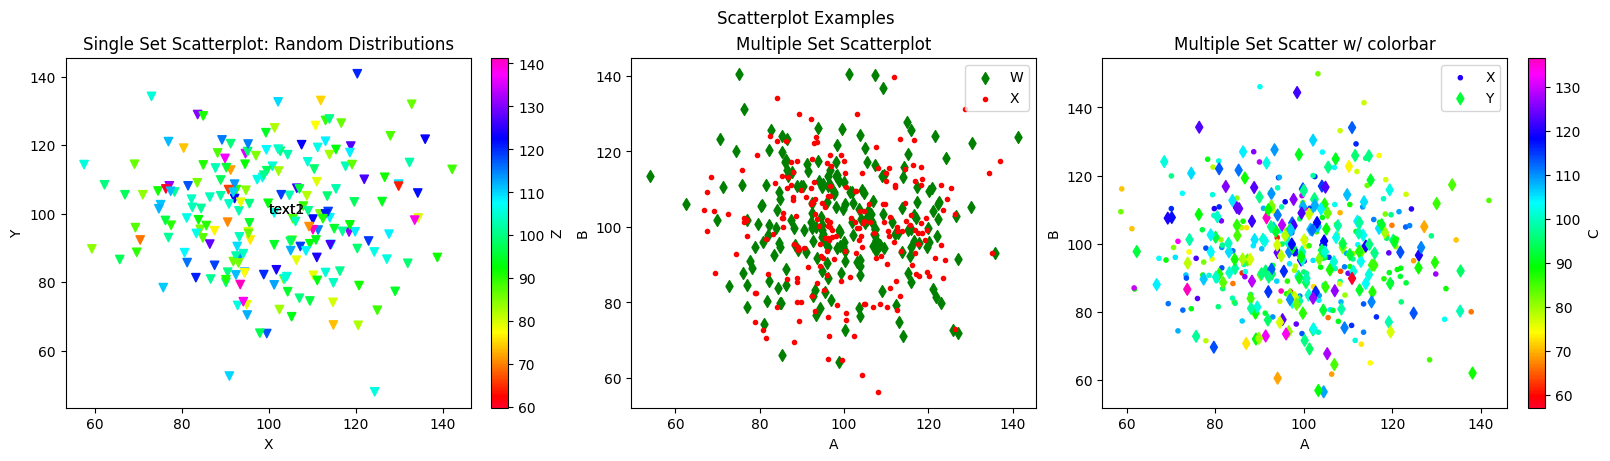 Scatterplot Examples
Single Set Scatterplot: Random Distributions
140
120
100
80
60
Y
60
80
100
120
140
X
text2
140
130
120
110
100
90
80
70
60
Z
Multiple Set Scatterplot
W
X
140
120
100
80
60
B
60
80
100
120
140
A
Multiple Set Scatter w/ colorbar
X
Y
140
120
100
80
60
B
60
80
100
120
140
A
130
120
110
100
90
80
70
60
C